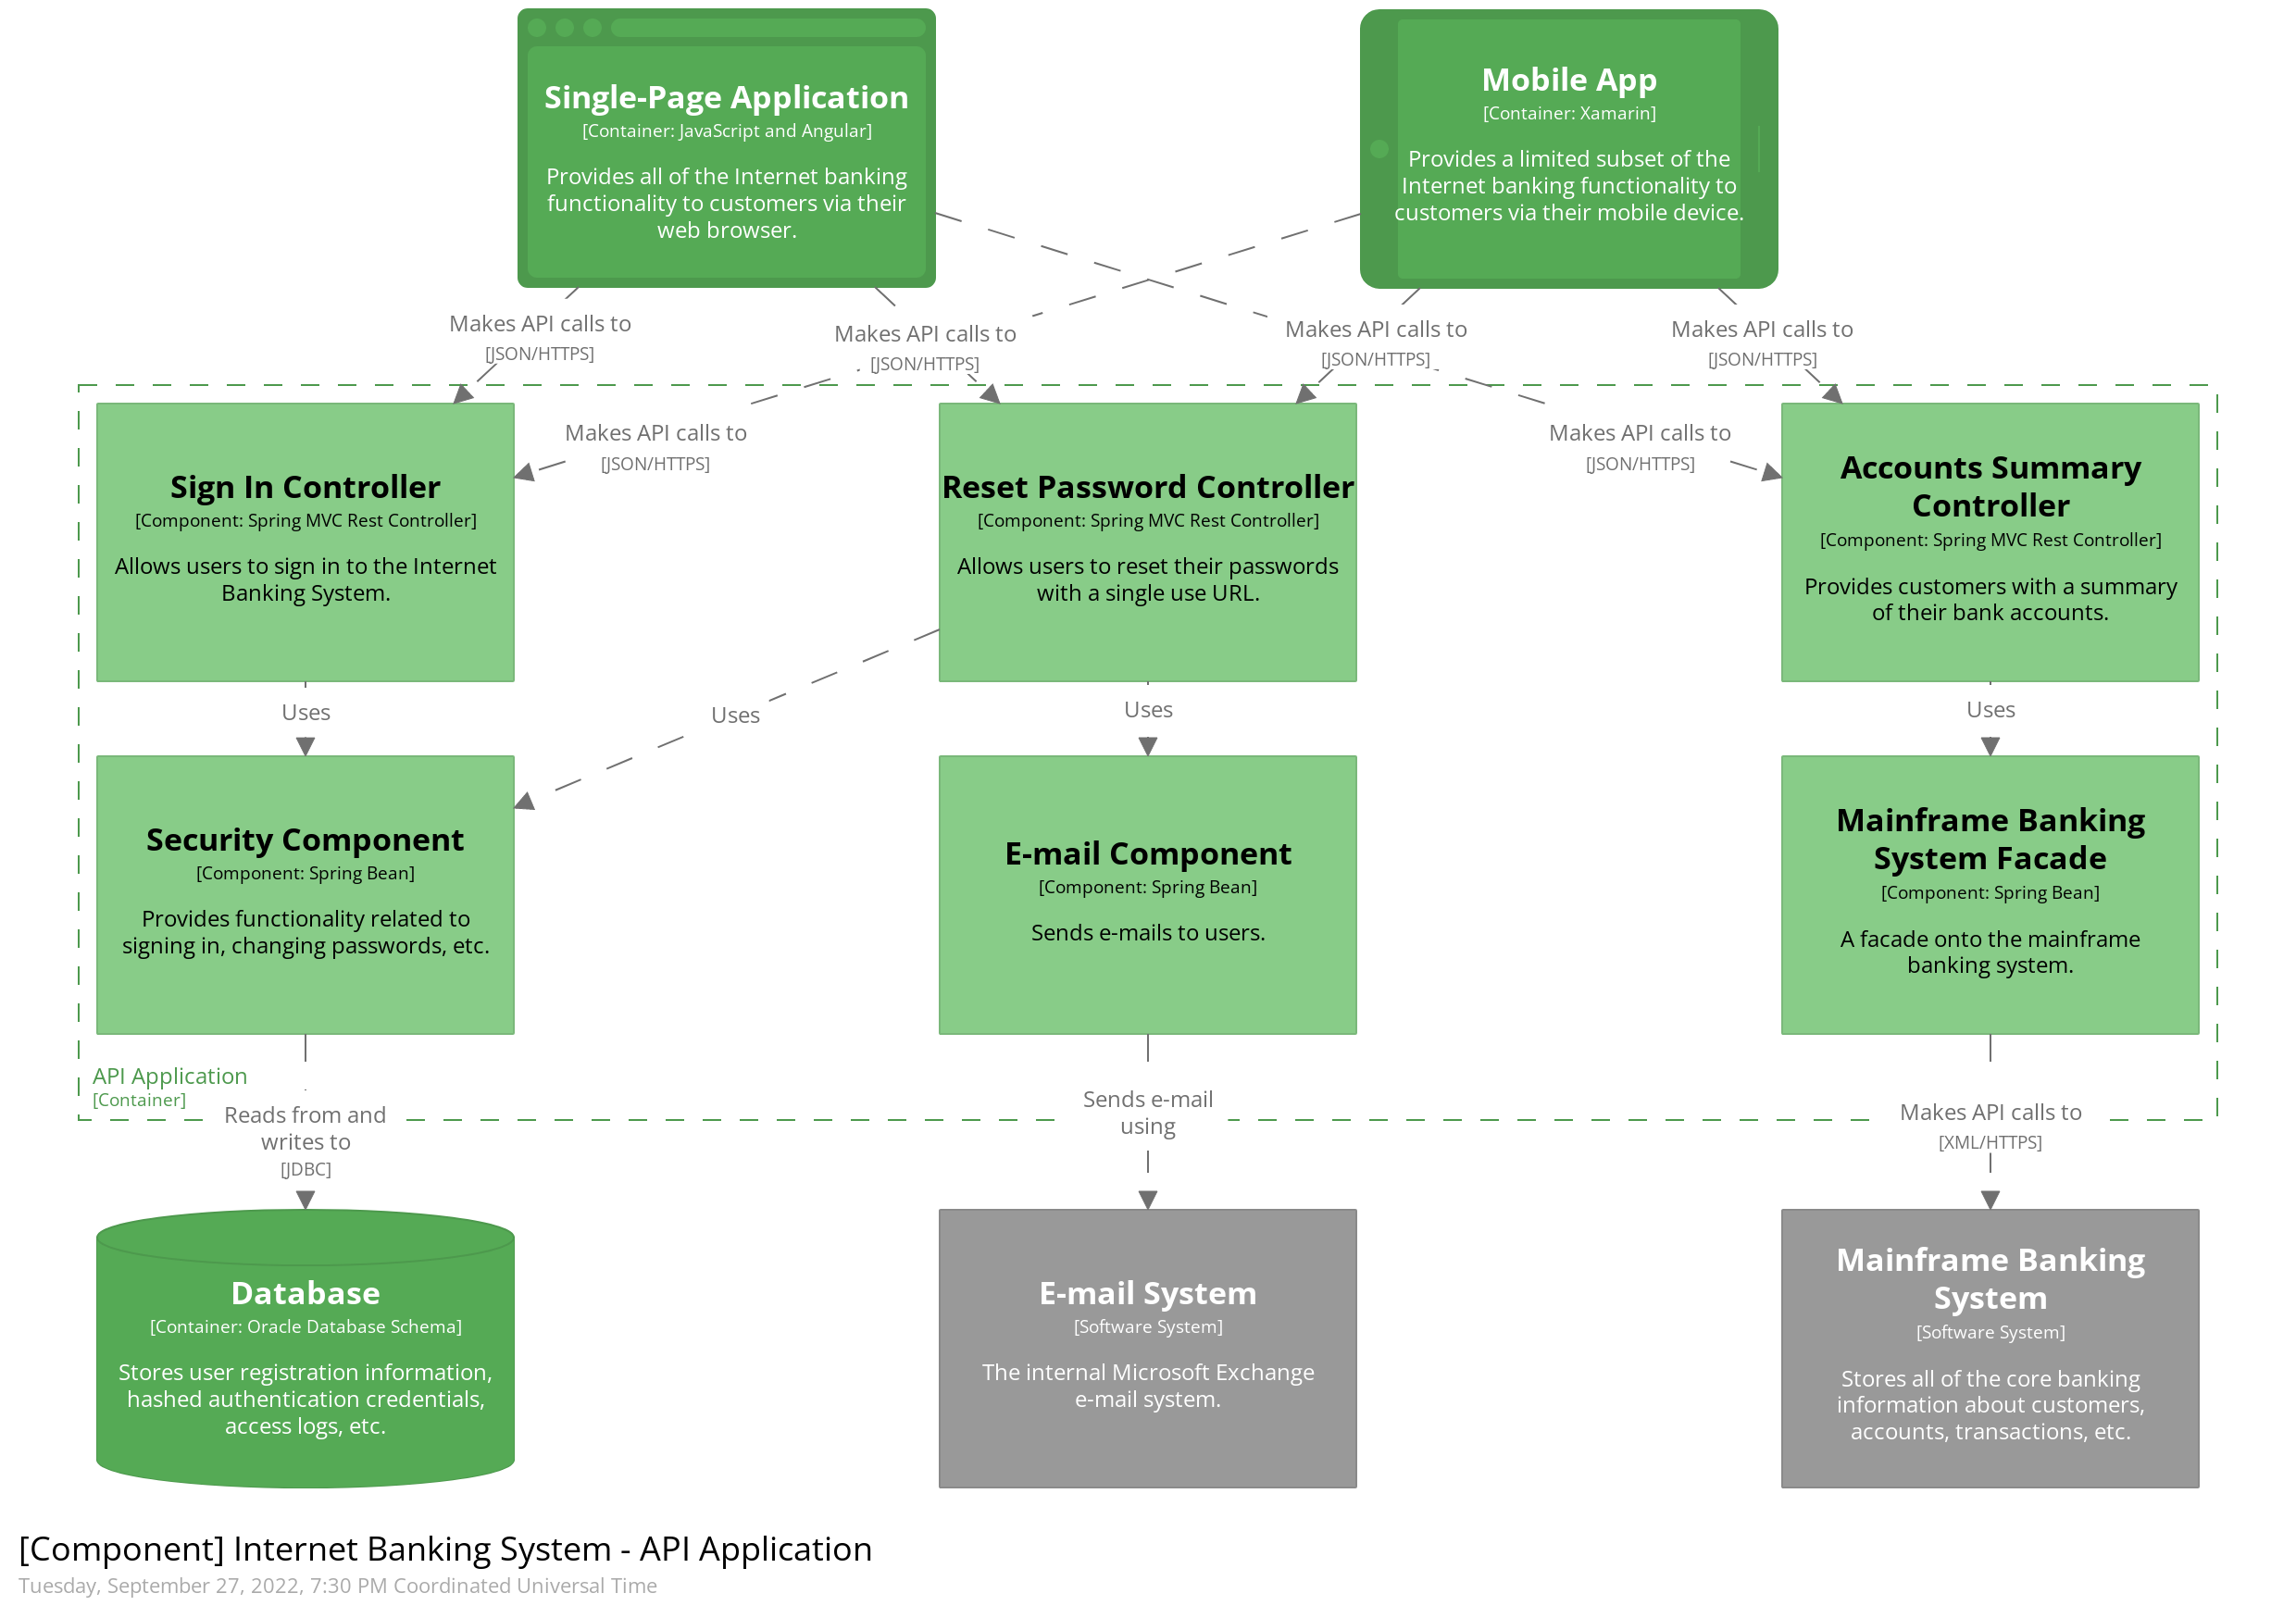 Single-Page Application
[Container: JavaScript and Angular]
Provides all of the Internet banking
functionality to customers via their
web browser.
Mobile App
[Container: Xamarin]
Provides a limited subset of the
Internet banking functionality to
customers via their mobile device.
Makes API calls to
[JSON/HTTPS]
Makes API calls to
[JSON/HTTPS]
Makes API calls to
[JSON/HTTPS]
Makes API calls to
[JSON/HTTPS]
Makes API calls to
[JSON/HTTPS]
Makes API calls to
[JSON/HTTPS]
Sign In Controller
[Component: Spring MVC Rest Controller]
Allows users to sign in to the Internet
Banking System.
Reset Password Controller
[Component: Spring MVC Rest Controller]
Allows users to reset their passwords
with a single use URL.
Accounts Summary
Controller
[Component: Spring MVC Rest Controller]
Provides customers with a summary
of their bank accounts.
Uses
Uses
Uses
Uses
Security Component
[Component: Spring Bean]
Provides functionality related to
signing in, changing passwords, etc.
E-mail Component
[Component: Spring Bean]
Sends e-mails to users.
Mainframe Banking
System Facade
[Component: Spring Bean]
A facade onto the mainframe
banking system.
API Application
[Container]
Reads from and
writes to
[JDBC]
Sends e-mail
using
Makes API calls to
[XML/HTTPS]
Database
[Container: Oracle Database Schema]
Stores user registration information,
hashed authentication credentials,
access logs, etc.
E-mail System
[Software System]
The internal Microsoft Exchange
e-mail system.
Mainframe Banking
System
[Software System]
Stores all of the core banking
information about customers,
accounts, transactions, etc.
[Component] Internet Banking System - API Application
Tuesday, September 27, 2022, 7:30 PM Coordinated Universal Time